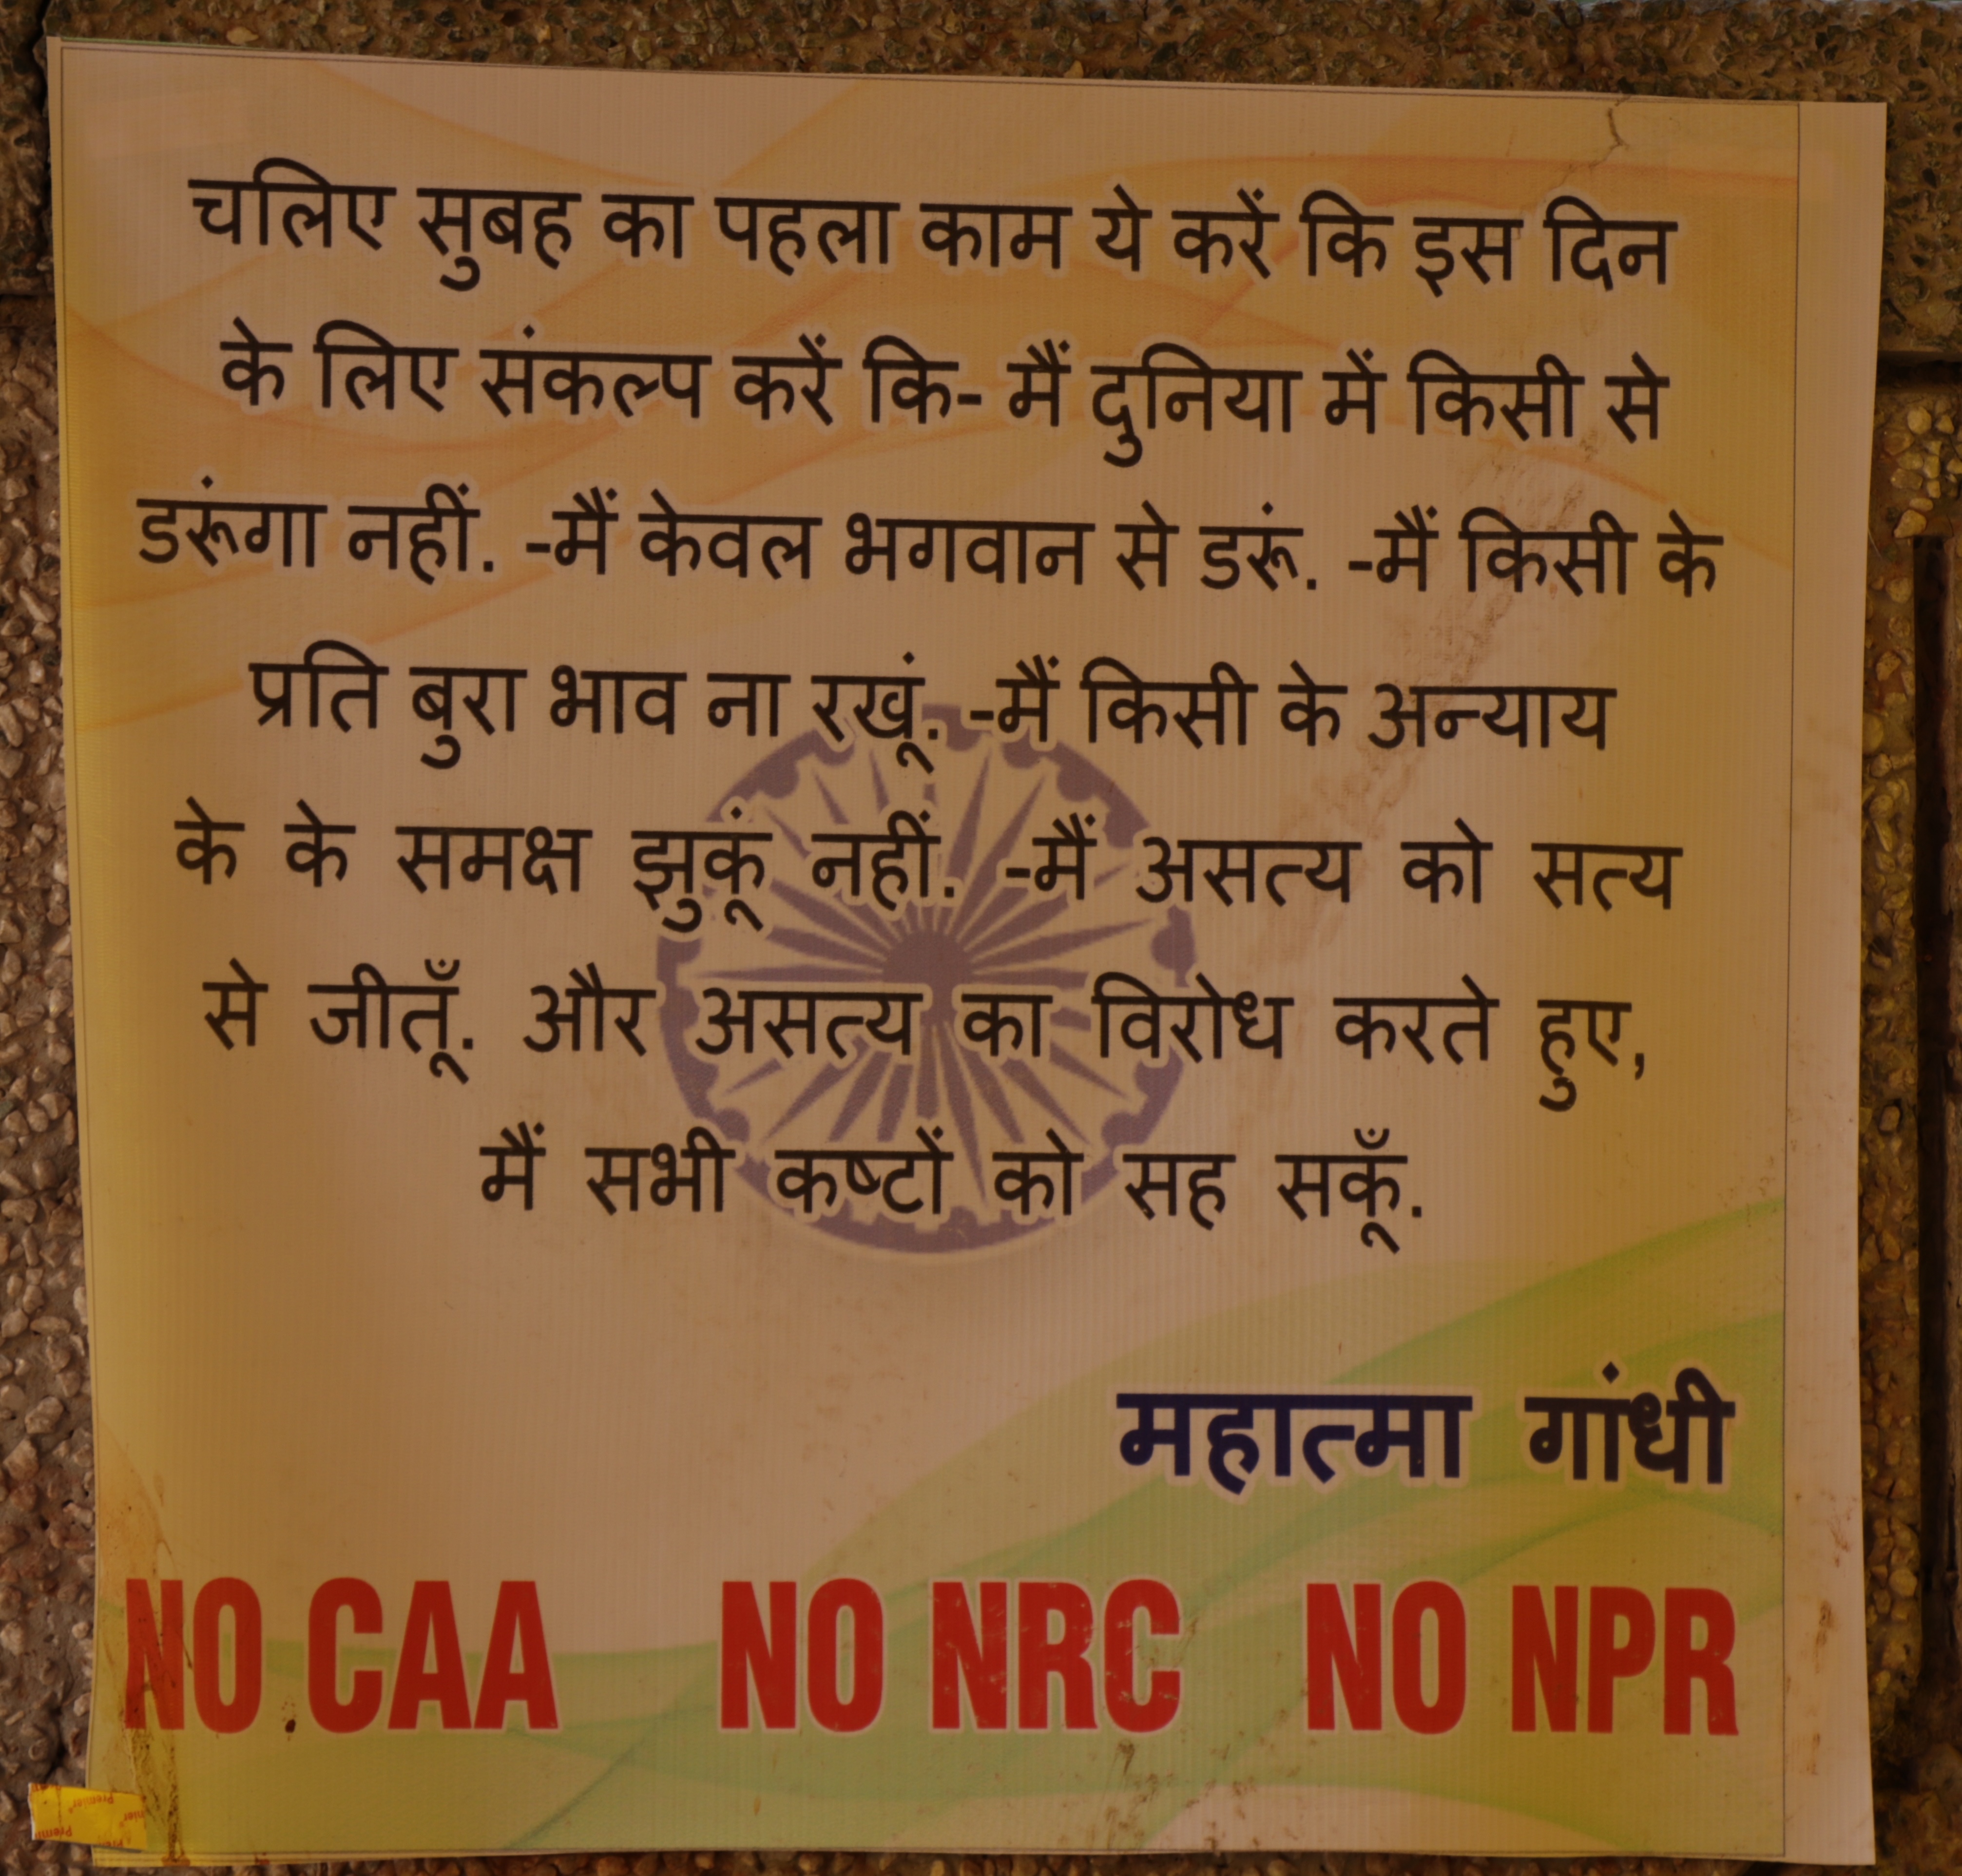 चलिए सुबह का पहला काम ये करें कि इस दिन
के लिए संकल्प करें कि- मैं दुनिया में किसी से
डरूंगा नहीं. -मैं केवल भगवान से डरूं. -मैं किसी के
प्रति बुरा भाव ना रखूं. -मैं किसी के अन्याय
के के समक्ष झुकूं नहीं. -मैं असत्य को सत्य
से जीतूँ. और असत्य का विरोध करते हुए,
मैं सभी कष्टों को सह सकूँ.
महात्मा गांधी
NO CAA NO NRC NO NPR
Premier